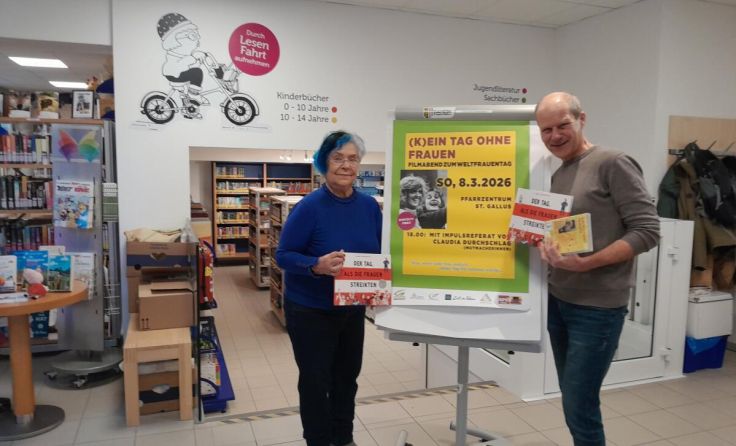 Durch
Lesen
Fahrt
aufnehmen
Kinderbücher
0 - 10 Jahre
10 - 14 Jahre
Jugendliteratur
Sachbücher
(K)EIN TAG OHNE
FRAUEN
FILMABEND ZUM WELTFRAUENTAG
SO, 8.3.2026
PFARRZENTRUM
ST. GALLUS
18.00: MIT IMPULSREFERAT VON
CLAUDIA DURCHSCHLAG
(MUTMACHERINNEN)
DER TAG,
ALS DIE FRAUEN
STREIKTEN
DER TAG,
ALS DIE FRAUEN
STREIKTEN